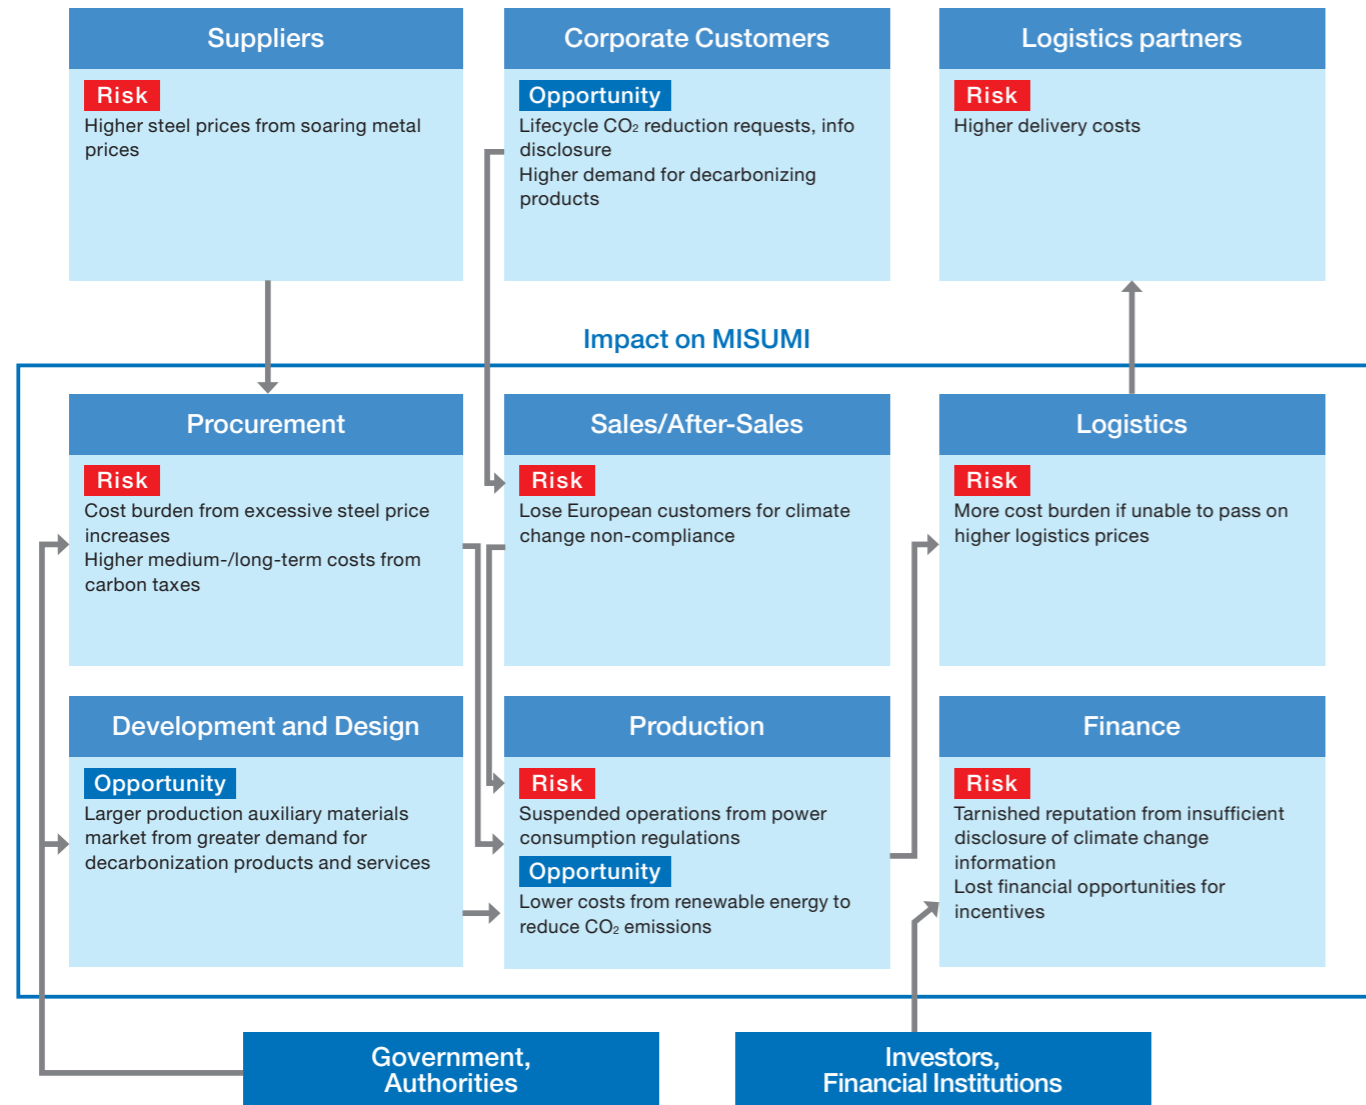 Suppliers
Risk
Higher steel prices from soaring metal
prices
Corporate Customers
Opportunity
Lifecycle CO₂ reduction requests, info
disclosure
Higher demand for decarbonizing
products
Logistics partners
Risk
Higher delivery costs
Impact on MISUMI
Procurement
Risk
Cost burden from excessive steel price
increases
Higher medium-/long-term costs from
carbon taxes
Sales/After-Sales
Risk
Lose European customers for climate
change non-compliance
Logistics
Risk
More cost burden if unable to pass on
higher logistics prices
Development and Design
Opportunity
Larger production auxiliary materials
market from greater demand for
decarbonization products and services
Production
Risk
Suspended operations from power
consumption regulations
Opportunity
Lower costs from renewable energy to
reduce CO₂ emissions
Finance
Risk
Tarnished reputation from insufficient
disclosure of climate change
information
Lost financial opportunities for
incentives
Government,
Authorities
Investors,
Financial Institutions